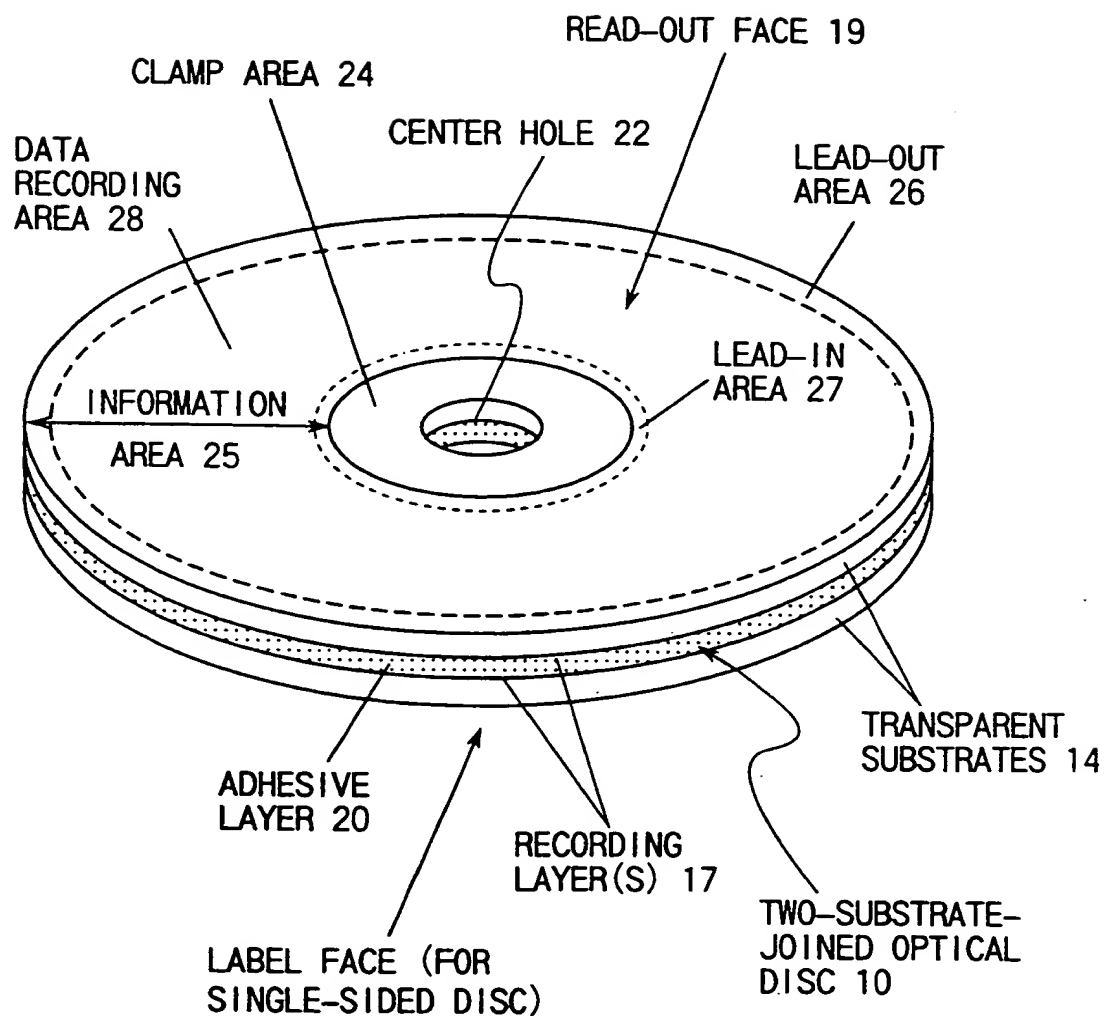 READ-OUT FACE 19
CLAMP AREA 24
CENTER HOLE 22
DATA
RECORDING
AREA 28
LEAD-OUT
AREA 26
LEAD-IN
AREA 27
INFORMATION
AREA 25
TRANSPARENT
SUBSTRATES 14
ADHESIVE
LAYER 20
RECORDING
LAYER(S) 17
TWO-SUBSTRATE-
JOINED OPTICAL
DISC 10
LABEL FACE (FOR
SINGLE-SIDED DISC)